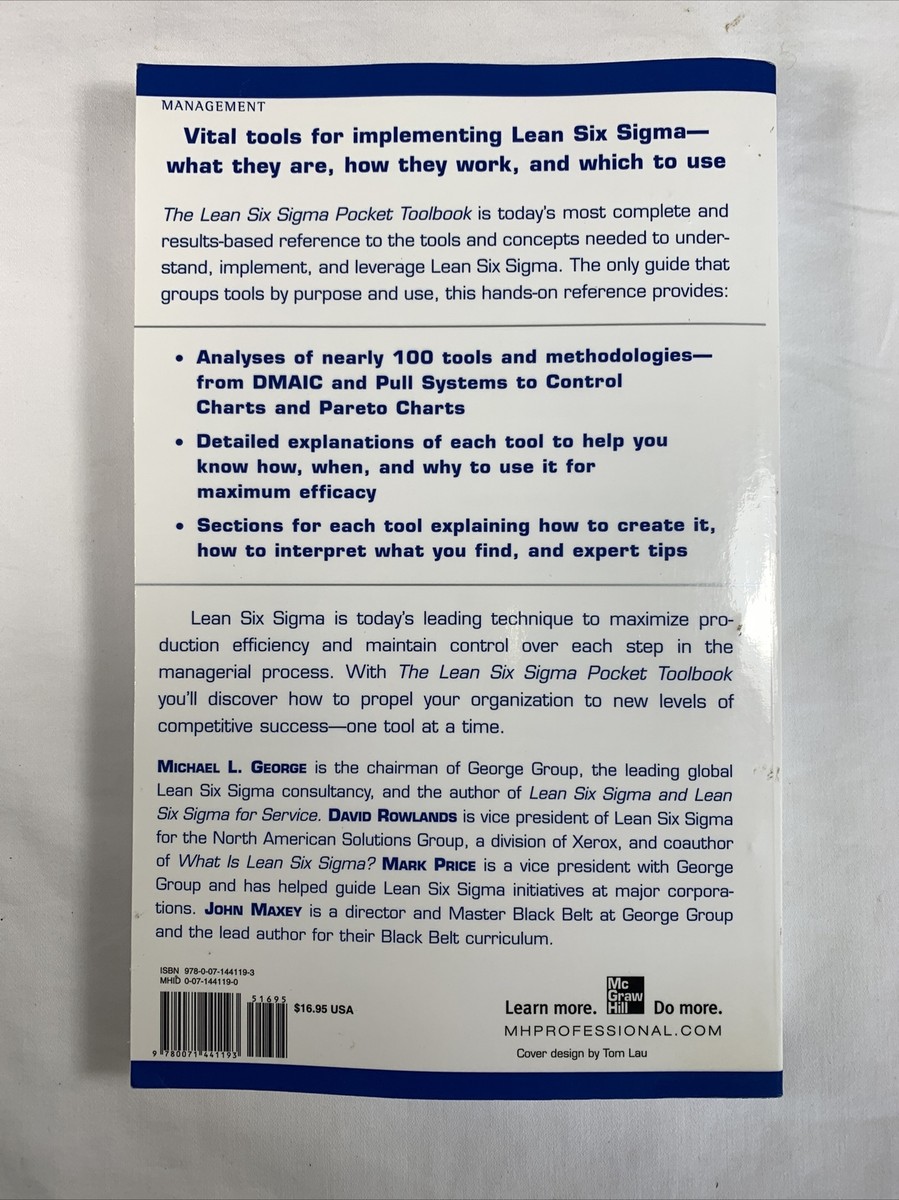 MANAGEMENT
Vital tools for implementing Lean Six Sigma—
what they are, how they work, and which to use
The Lean Six Sigma Pocket Toolbook is today's most complete and
results-based reference to the tools and concepts needed to under-
stand, implement, and leverage Lean Six Sigma. The only guide that
groups tools by purpose and use, this hands-on reference provides:
• Analyses of nearly 100 tools and methodologies—
from DMAIC and Pull Systems to Control
Charts and Pareto Charts
• Detailed explanations of each tool to help you
know how, when, and why to use it for
maximum efficacy
• Sections for each tool explaining how to create it,
how to interpret what you find, and expert tips
Lean Six Sigma is today's leading technique to maximize pro-
duction efficiency and maintain control over each step in the
managerial process. With The Lean Six Sigma Pocket Toolbook
you'll discover how to propel your organization to new levels of
competitive success—one tool at a time.
MICHAEL L. GEORGE is the chairman of George Group, the leading global
Lean Six Sigma consultancy, and the author of Lean Six Sigma and Lean
Six Sigma for Service. DAVID ROWLANDS is vice president of Lean Six Sigma
for the North American Solutions Group, a division of Xerox, and coauthor
of What Is Lean Six Sigma? MARK PRICE is a vice president with George
Group and has helped guide Lean Six Sigma initiatives at major corpora-
tions. JOHN MAXEY is a director and Master Black Belt at George Group
and the lead author for their Black Belt curriculum.
ISBN 978-0-07-144119-3
MHID 0-07-144119-0
51695
$16.95 USA
9 780071 441193
Learn more. Mc Graw Hill Do more.
MHPROFESSIONAL.COM
Cover design by Tom Lau